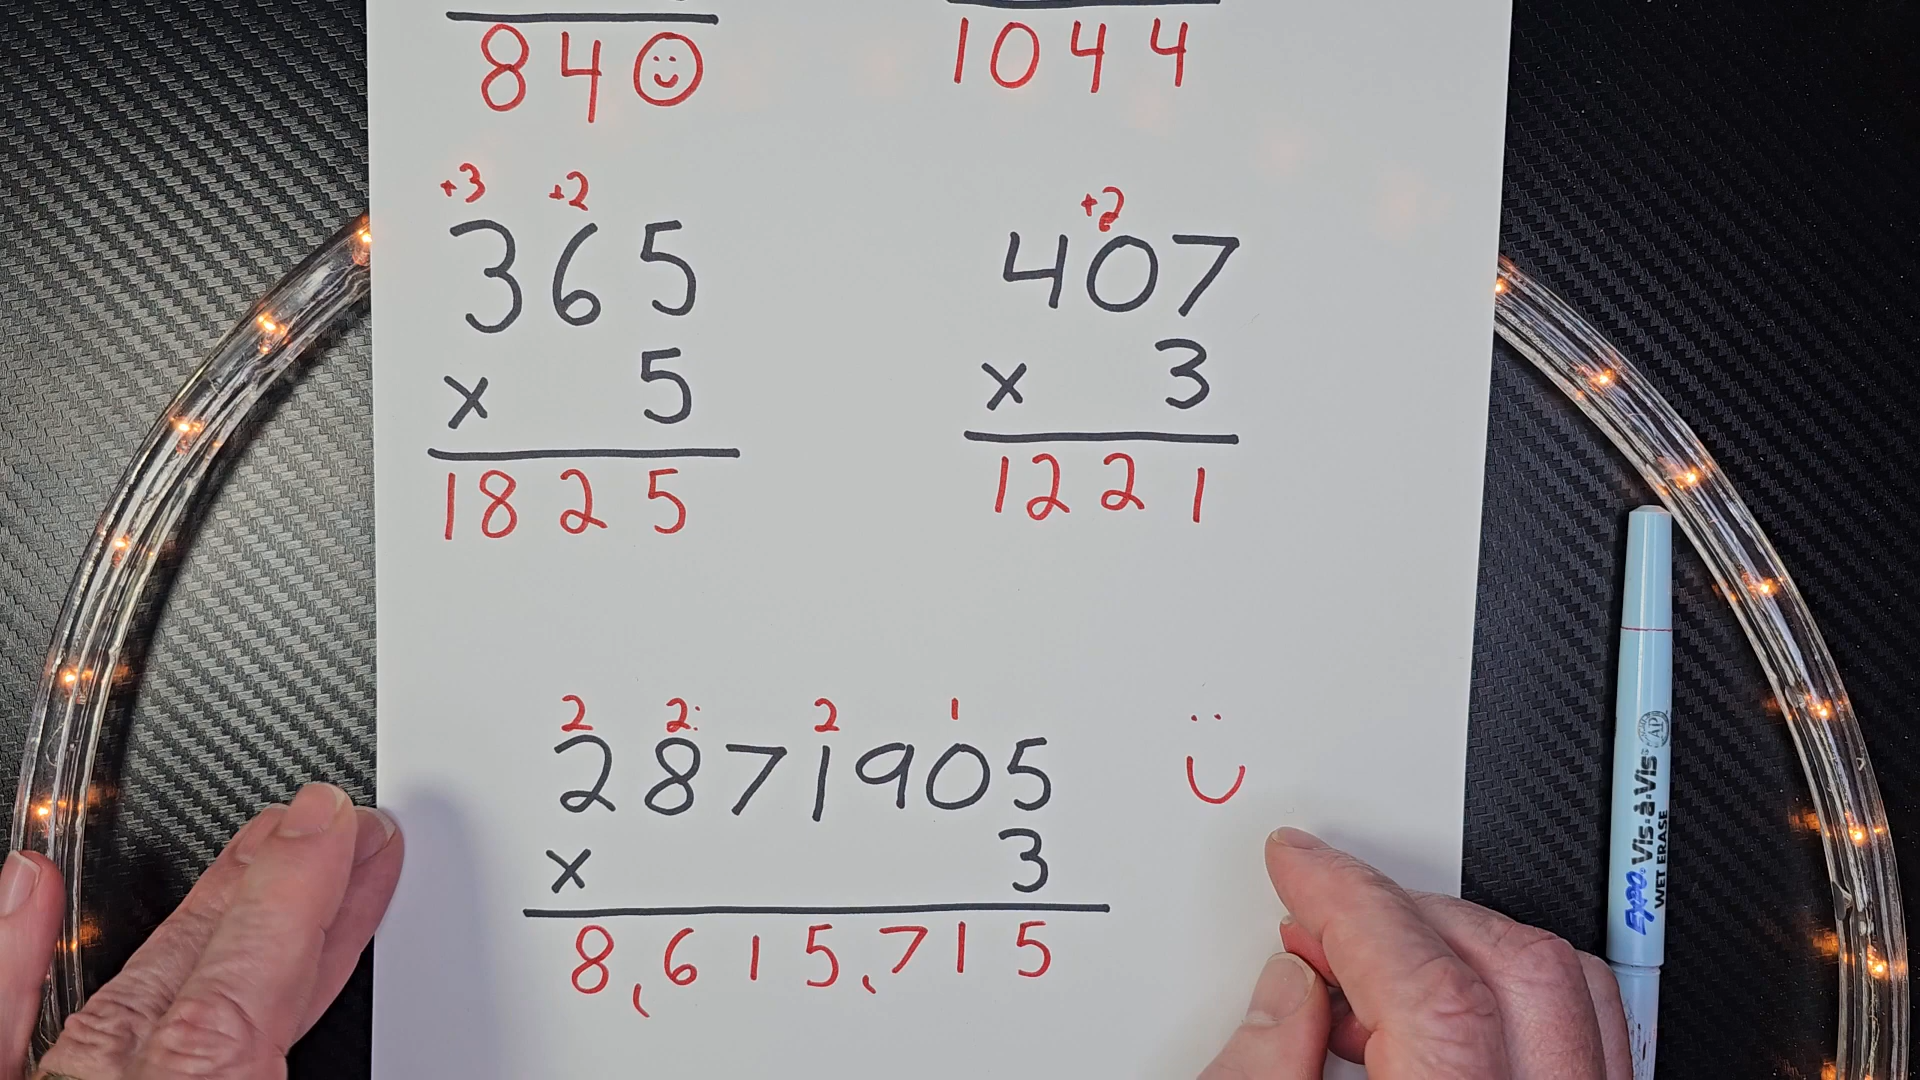 840
1044
+3 +2
365
x 5
1825
+2
407
x 3
1221
2 2 2 1
2871905
x 3
8,615,715
EXPO Vis-à-Vis
WET ERASE
AP